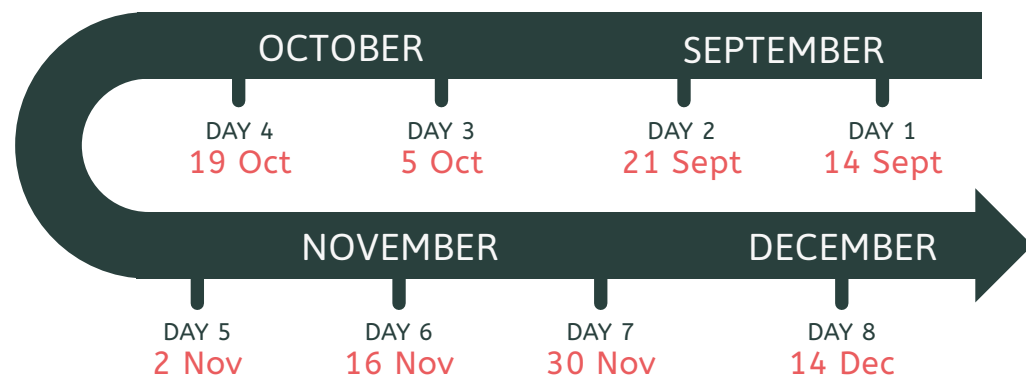 OCTOBER SEPTEMBER
DAY 4 DAY 3 DAY 2 DAY 1
19 Oct 5 Oct 21 Sept 14 Sept
NOVEMBER DECEMBER
DAY 5 DAY 6 DAY 7 DAY 8
2 Nov 16 Nov 30 Nov 14 Dec